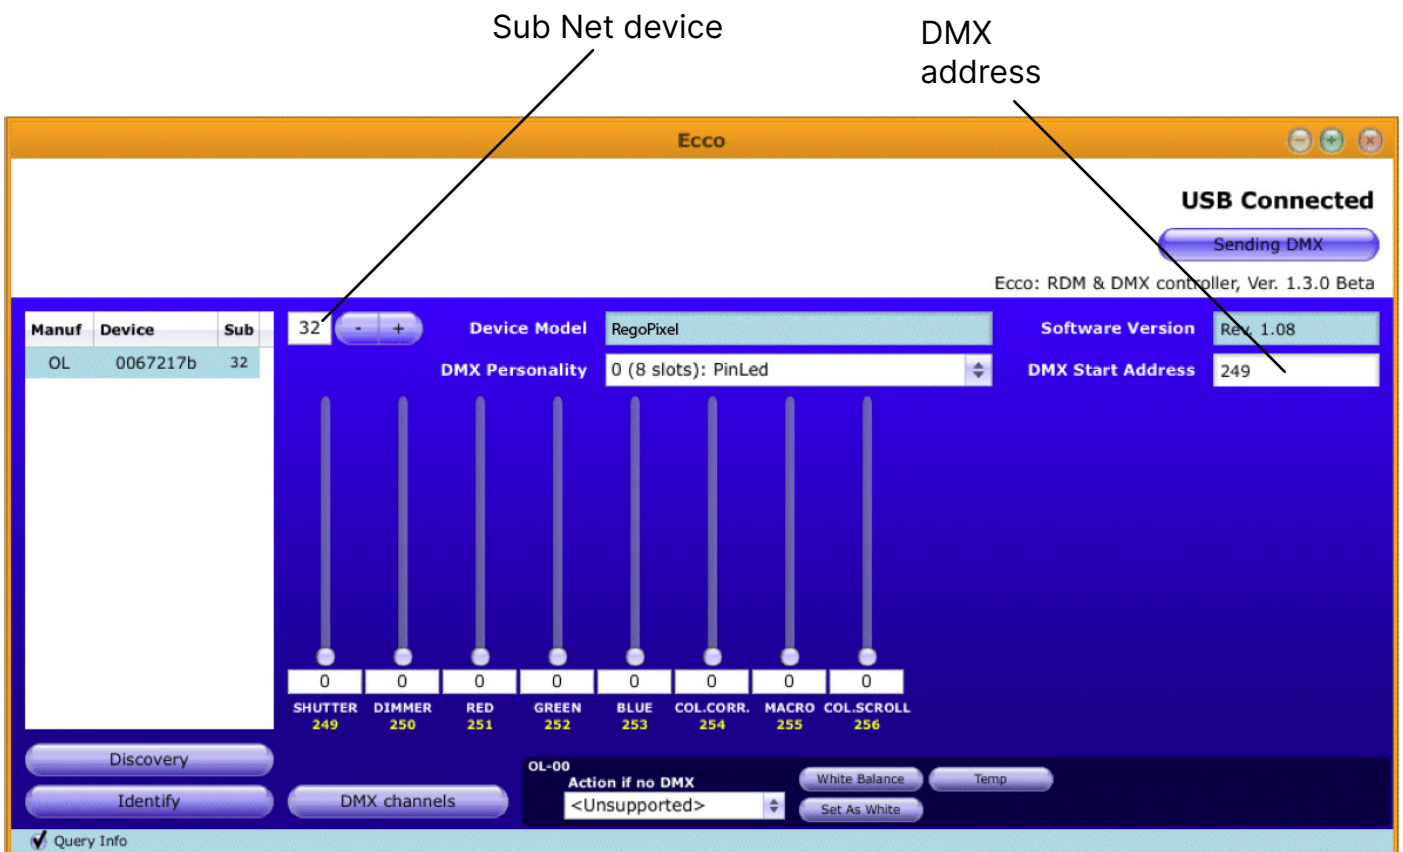 Sub Net device
DMX
address
Ecco
USB Connected
Sending DMX
Ecco: RDM & DMX controller, Ver. 1.3.0 Beta
Manuf Device Sub
32 - + Device Model RegoPixel Software Version Rev. 1.08
OL 0067217b 32
DMX Personality 0 (8 slots): PinLed DMX Start Address 249
0 0 0 0 0 0 0 0
SHUTTER DIMMER RED GREEN BLUE COL.CORR. MACRO COL.SCROLL
249 250 251 252 253 254 255 256
Discovery
OL-00
Action if no DMX
White Balance Temp
Identify
DMX channels
<Unsupported>
Set As White
Query Info